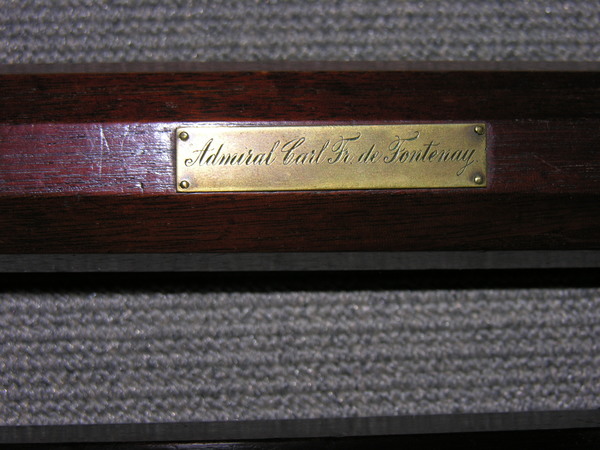 Admiral Carl Fr. de Fontenay.